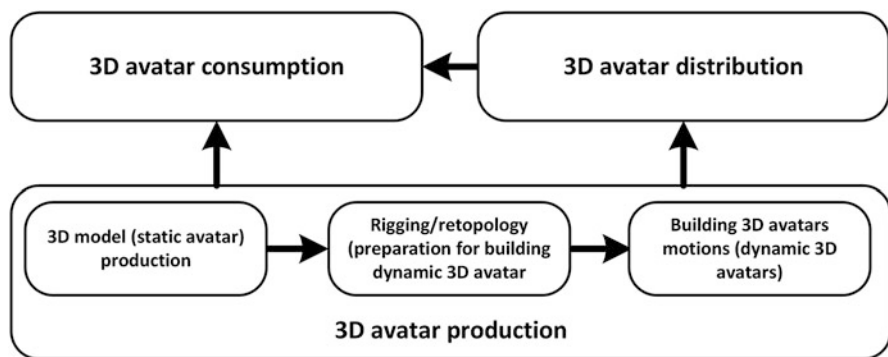 3D avatar consumption
3D avatar distribution
3D model (static avatar)
production
Rigging/retopology
(preparation for building
dynamic 3D avatar
Building 3D avatars
motions (dynamic 3D
avatars)
3D avatar production